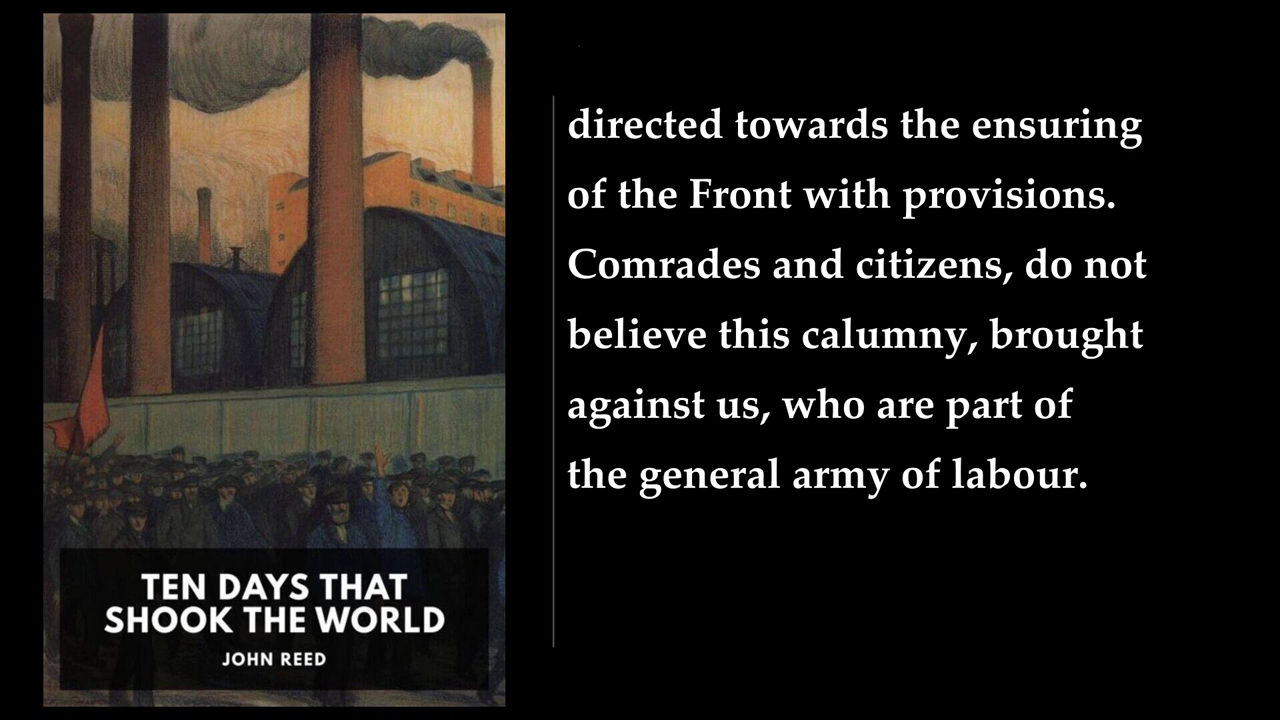 directed towards the ensuring
of the Front with provisions.
Comrades and citizens, do not
believe this calumny, brought
against us, who are part of
the general army of labour.
TEN DAYS THAT
SHOOK THE WORLD
JOHN REED